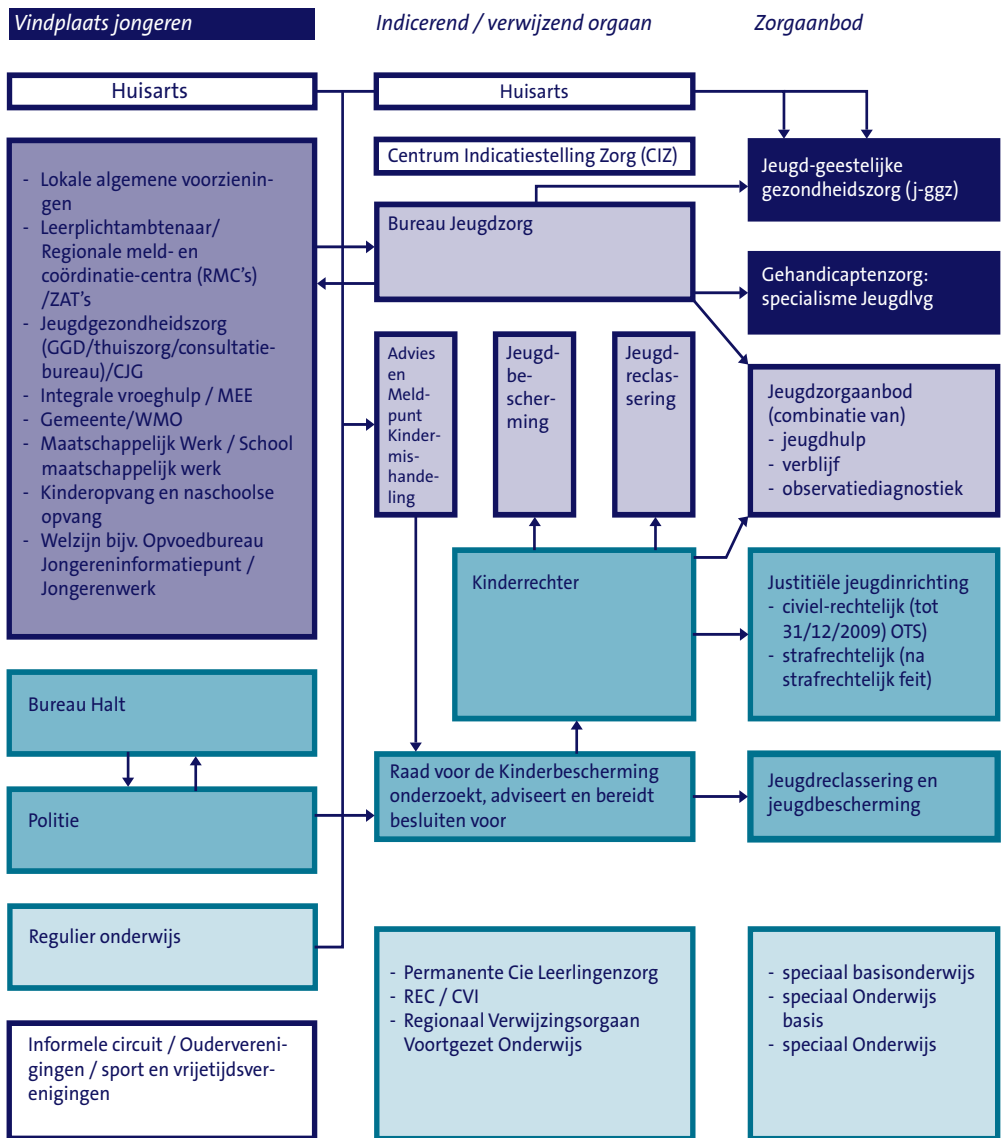 Vindplaats jongeren
Indicerend / verwijzend orgaan
Zorgaanbod
Huisarts
- Lokale algemene voorzienin-
gen
- Leerplichtambtenaar/
Regionale meld- en
coördinatie-centra (RMC's)
/ZAT's
- Jeugdgezondheidszorg
(GGD/thuiszorg/consultatie-
bureau)/CJG
- Integrale vroeghulp / MEE
- Gemeente/WMO
- Maatschappelijk Werk / School
maatschappelijk werk
- Kinderopvang en naschoolse
opvang
- Welzijn bijv. Opvoedbureau
Jongereninformatiepunt /
Jongerenwerk
Bureau Halt
Politie
Regulier onderwijs
Informele circuit / Oudervereni-
gingen / sport en vrijetijdsver-
enigingen
Huisarts
Centrum Indicatiestelling Zorg (CIZ)
Bureau Jeugdzorg
Advies
en
Meld-
punt
Kinder-
mis-
hande-
ling
Jeugd-
be-
scher-
ming
Jeugd-
reclas-
sering
Kinderrechter
Raad voor de Kinderbescherming
onderzoekt, adviseert en bereidt
besluiten voor
- Permanente Cie Leerlingenzorg
- REC / CVI
- Regionaal Verwijzingsorgaan
Voortgezet Onderwijs
Jeugd-geestelijke
gezondheidszorg (j-ggz)
Gehandicaptenzorg:
specialisme Jeugdlvg
Jeugdzorgaanbod
(combinatie van)
- jeugdhulp
- verblijf
- observatiediagnostiek
Justitiële jeugdinrichting
- civiel-rechtelijk (tot
31/12/2009) OTS)
- strafrechtelijk (na
strafrechtelijk feit)
Jeugdreclassering en
jeugdbescherming
- speciaal basisonderwijs
- speciaal Onderwijs
basis
- speciaal Onderwijs